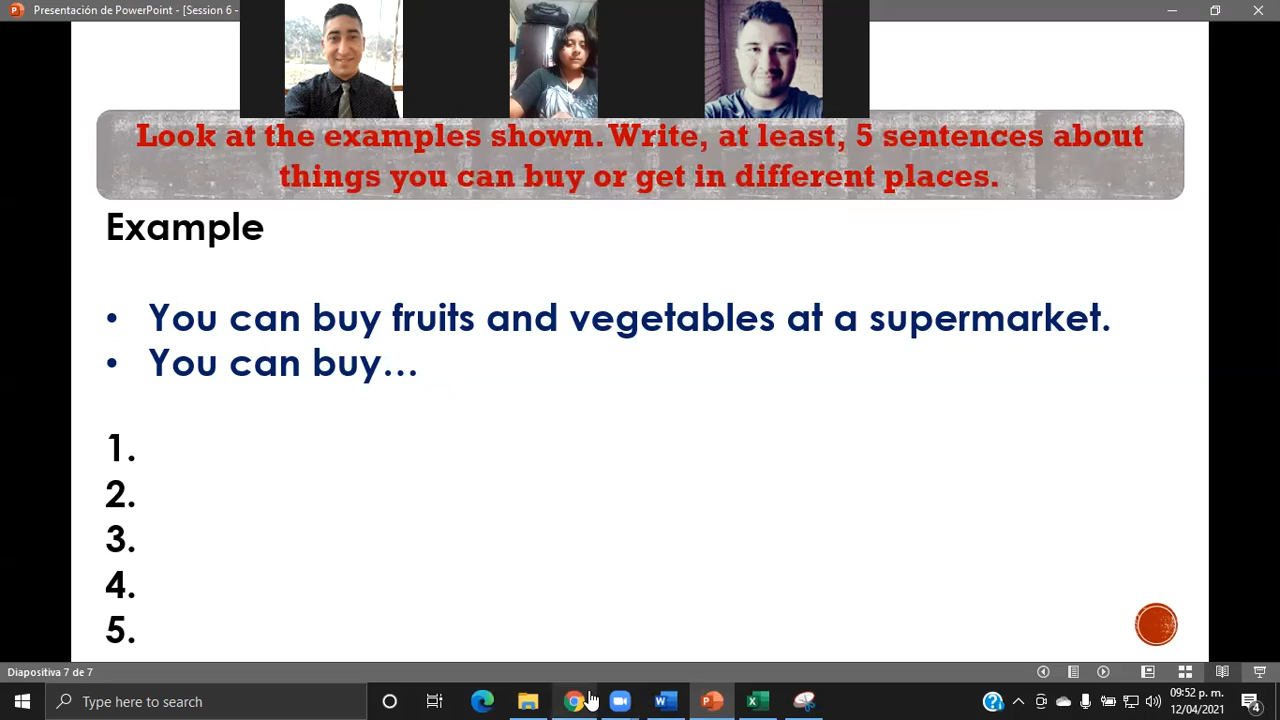 Presentación de PowerPoint - [Session 6 -
Look at the examples shown. Write, at least, 5 sentences about
things you can buy or get in different places.
Example
• You can buy fruits and vegetables at a supermarket.
• You can buy...
1.
2.
3.
4.
5.
Diapositiva 7 de 7
Type here to search
09:52 p. m.
12/04/2021
4